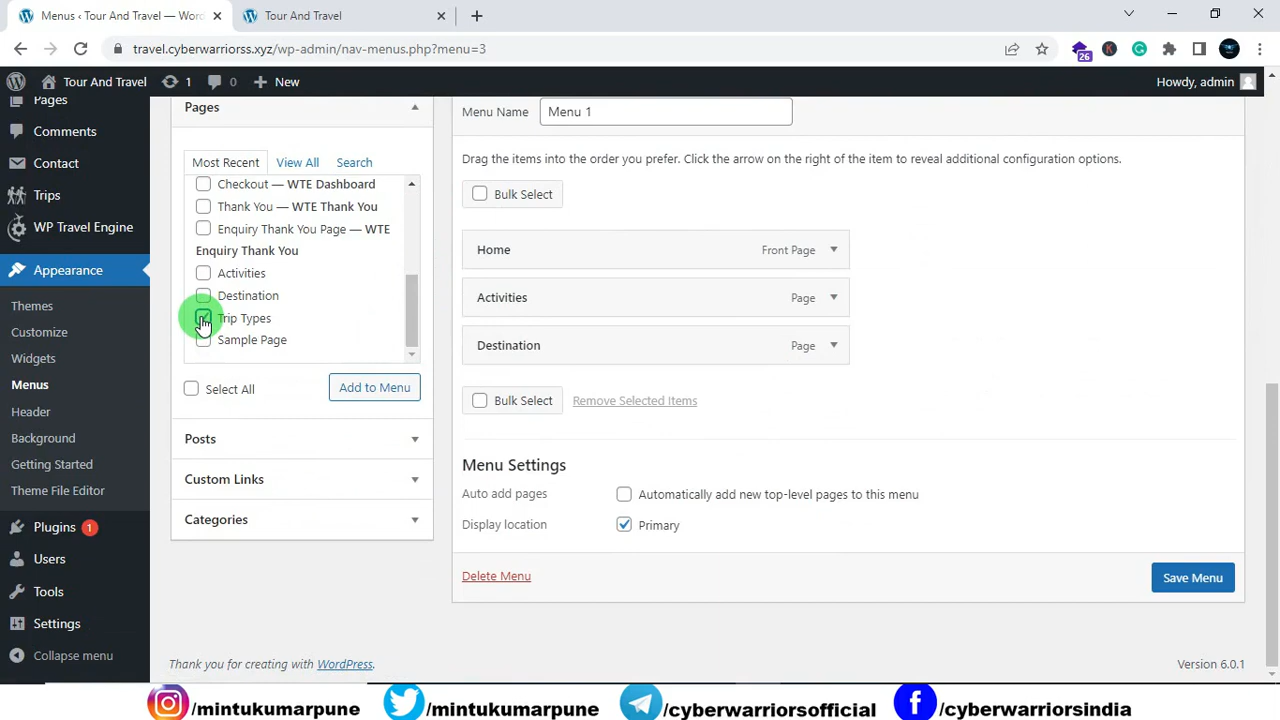 Menus ‹ Tour And Travel — Wor
Tour And Travel
travel.cyberwarriorss.xyz/wp-admin/nav-menus.php?menu=3
26
K
Tour And Travel
1
0
New
Howdy, admin
Pages
Comments
Contact
Trips
WP Travel Engine
Appearance
Themes
Customize
Widgets
Menus
Header
Background
Getting Started
Theme File Editor
Plugins 1
Users
Tools
Settings
Collapse menu
Pages
Most Recent
View All
Search
Checkout — WTE Dashboard
Thank You — WTE Thank You
Enquiry Thank You Page — WTE
Enquiry Thank You
Activities
Destination
Trip Types
Sample Page
Select All
Add to Menu
Posts
Custom Links
Categories
Menu Name
Menu 1
Drag the items into the order you prefer. Click the arrow on the right of the item to reveal additional configuration options.
Bulk Select
Home
Front Page
Activities
Page
Destination
Page
Bulk Select
Remove Selected Items
Menu Settings
Auto add pages
Automatically add new top-level pages to this menu
Display location
Primary
Delete Menu
Save Menu
Thank you for creating with WordPress.
Version 6.0.1
/mintukumarpune
/mintukumarpune
/cyberwarriorsofficial
/cyberwarriorsindia